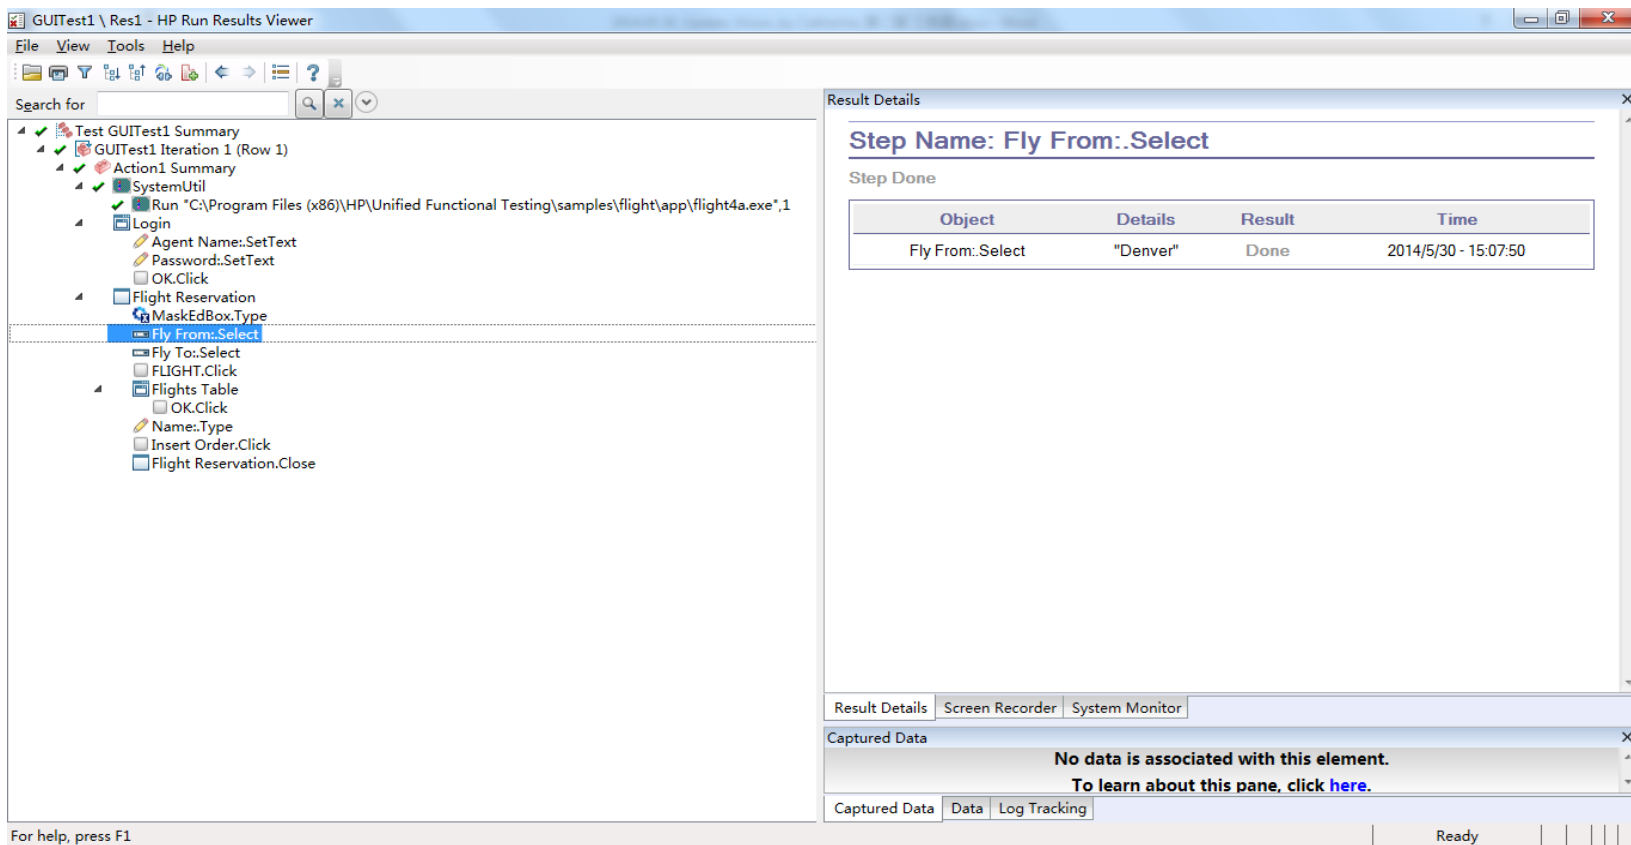 GUITest1 \ Res1 - HP Run Results Viewer
File View Tools Help
Search for
Test GUITest1 Summary
GUITest1 Iteration 1 (Row 1)
Action1 Summary
SystemUtil
Run "C:\Program Files (x86)\HP\Unified Functional Testing\samples\flight\app\flight4a.exe",1
Login
Agent Name:.SetText
Password:.SetText
OK.Click
Flight Reservation
MaskEdBox.Type
Fly From:.Select
Fly To:.Select
FLIGHT.Click
Flights Table
OK.Click
Name:.Type
Insert Order.Click
Flight Reservation.Close
Result Details
Step Name: Fly From:.Select
Step Done
Object Details Result Time
Fly From:.Select "Denver" Done 2014/5/30 - 15:07:50
Result Details Screen Recorder System Monitor
Captured Data
No data is associated with this element.
To learn about this pane, click here.
Captured Data Data Log Tracking
For help, press F1 Ready